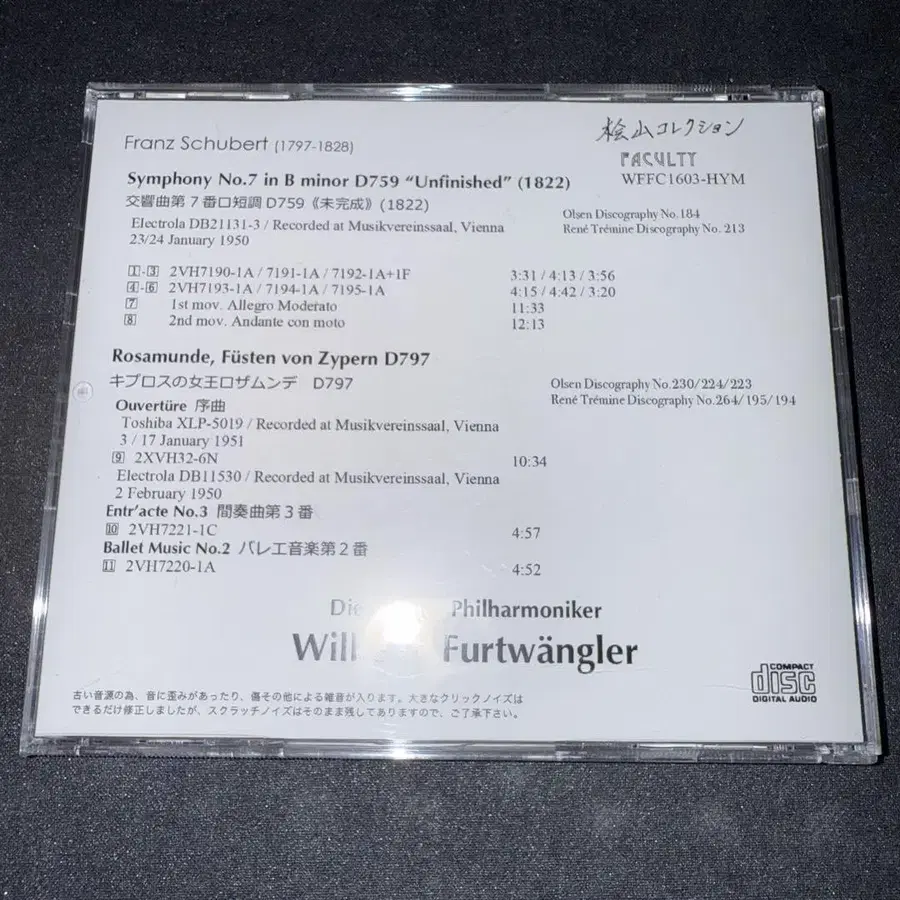 Franz Schubert (1797-1828)
桧山コレクション
FACULTY
WFFC1603-HYM
Symphony No.7 in B minor D759 “Unfinished” (1822)
交響曲第7番ロ短調 D759《未完成》(1822)
Electrola DB21131-3 / Recorded at Musikvereinssaal, Vienna
23/24 January 1950
Olsen Discography No.184
René Trémine Discography No. 213
1-3 2VH7190-1A / 7191-1A / 7192-1A+1F 3:31 / 4:13 / 3:56
4-6 2VH7193-1A / 7194-1A / 7195-1A 4:15 / 4:42 / 3:20
7 1st mov. Allegro Moderato 11:33
8 2nd mov. Andante con moto 12:13
Rosamunde, Füsten von Zypern D797
キプロスの女王ロザムンデ D797
Olsen Discography No.230/224/223
René Trémine Discography No.264/195/194
Ouvertüre 序曲
Toshiba XLP-5019 / Recorded at Musikvereinssaal, Vienna
3 / 17 January 1951
9 2XVH32-6N 10:34
Electrola DB11530 / Recorded at Musikvereinssaal, Vienna
2 February 1950
Entr'acte No.3 間奏曲第3番
10 2VH7221-1C 4:57
Ballet Music No.2 バレエ音楽第2番
11 2VH7220-1A 4:52
Die Philharmoniker
Furtwängler
古い音源の為、音に歪みがあったり、傷その他による雑音が入ります。大きなクリックノイズは
できるだけ修正しましたが、スクラッチノイズはそのまま残してありますので、ご了承下さい。
COMPACT
disc
DIGITAL AUDIO